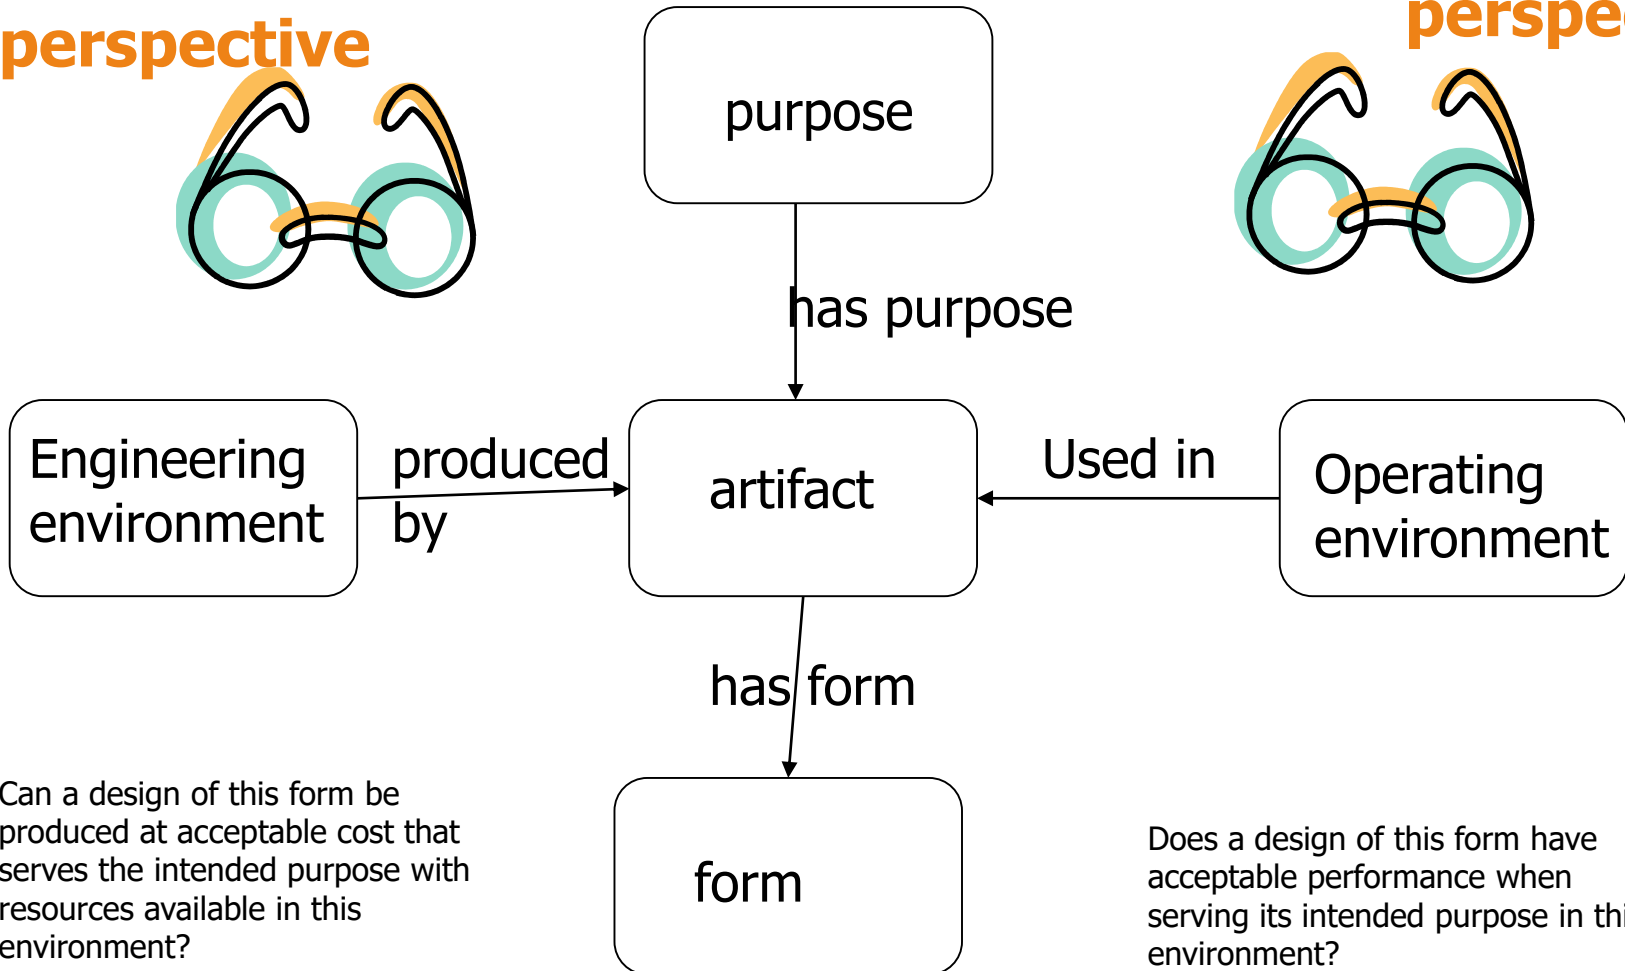 perspective
perspec
purpose
has purpose
Engineering
environment
produced
by
artifact
Used in
Operating
environment
has form
form
Can a design of this form be
produced at acceptable cost that
serves the intended purpose with
resources available in this
environment?
Does a design of this form have
acceptable performance when
serving its intended purpose in thi
environment?